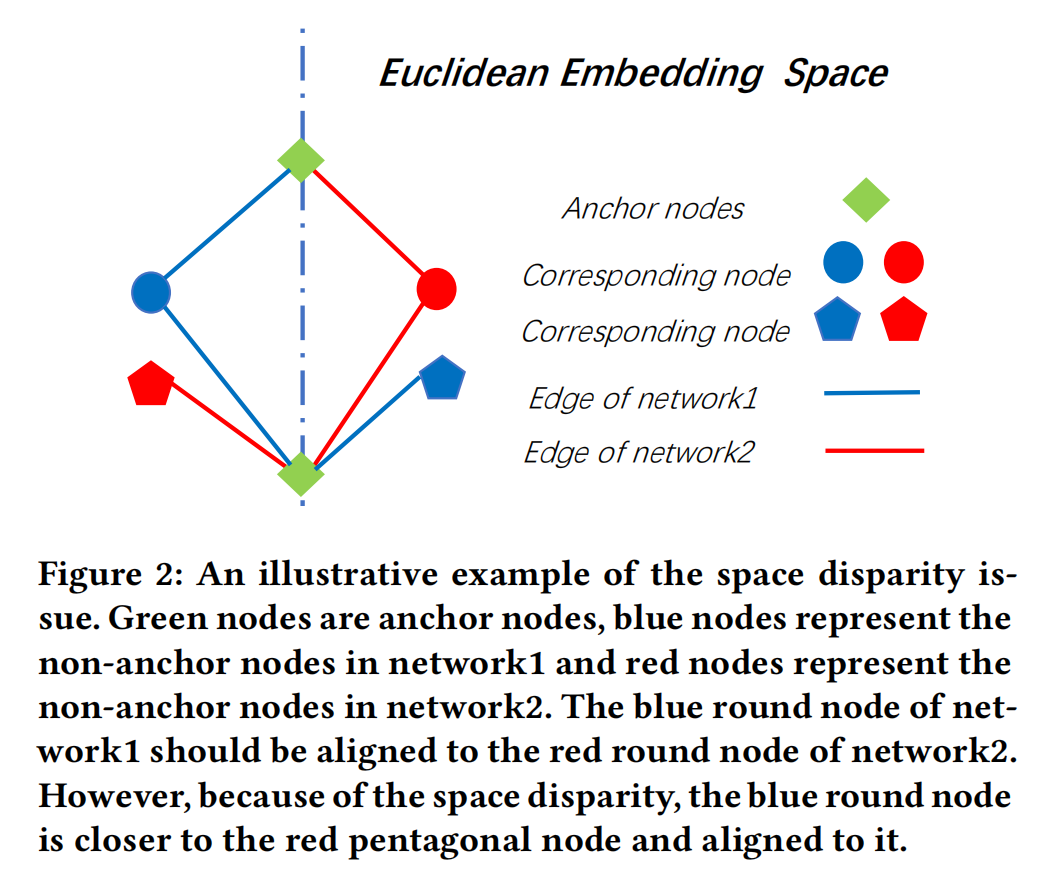 Euclidean Embedding Space
Anchor nodes
Corresponding node
Corresponding node
Edge of network1
Edge of network2
Figure 2: An illustrative example of the space disparity is-
sue. Green nodes are anchor nodes, blue nodes represent the
non-anchor nodes in network1 and red nodes represent the
non-anchor nodes in network2. The blue round node of net-
work1 should be aligned to the red round node of network2.
However, because of the space disparity, the blue round node
is closer to the red pentagonal node and aligned to it.